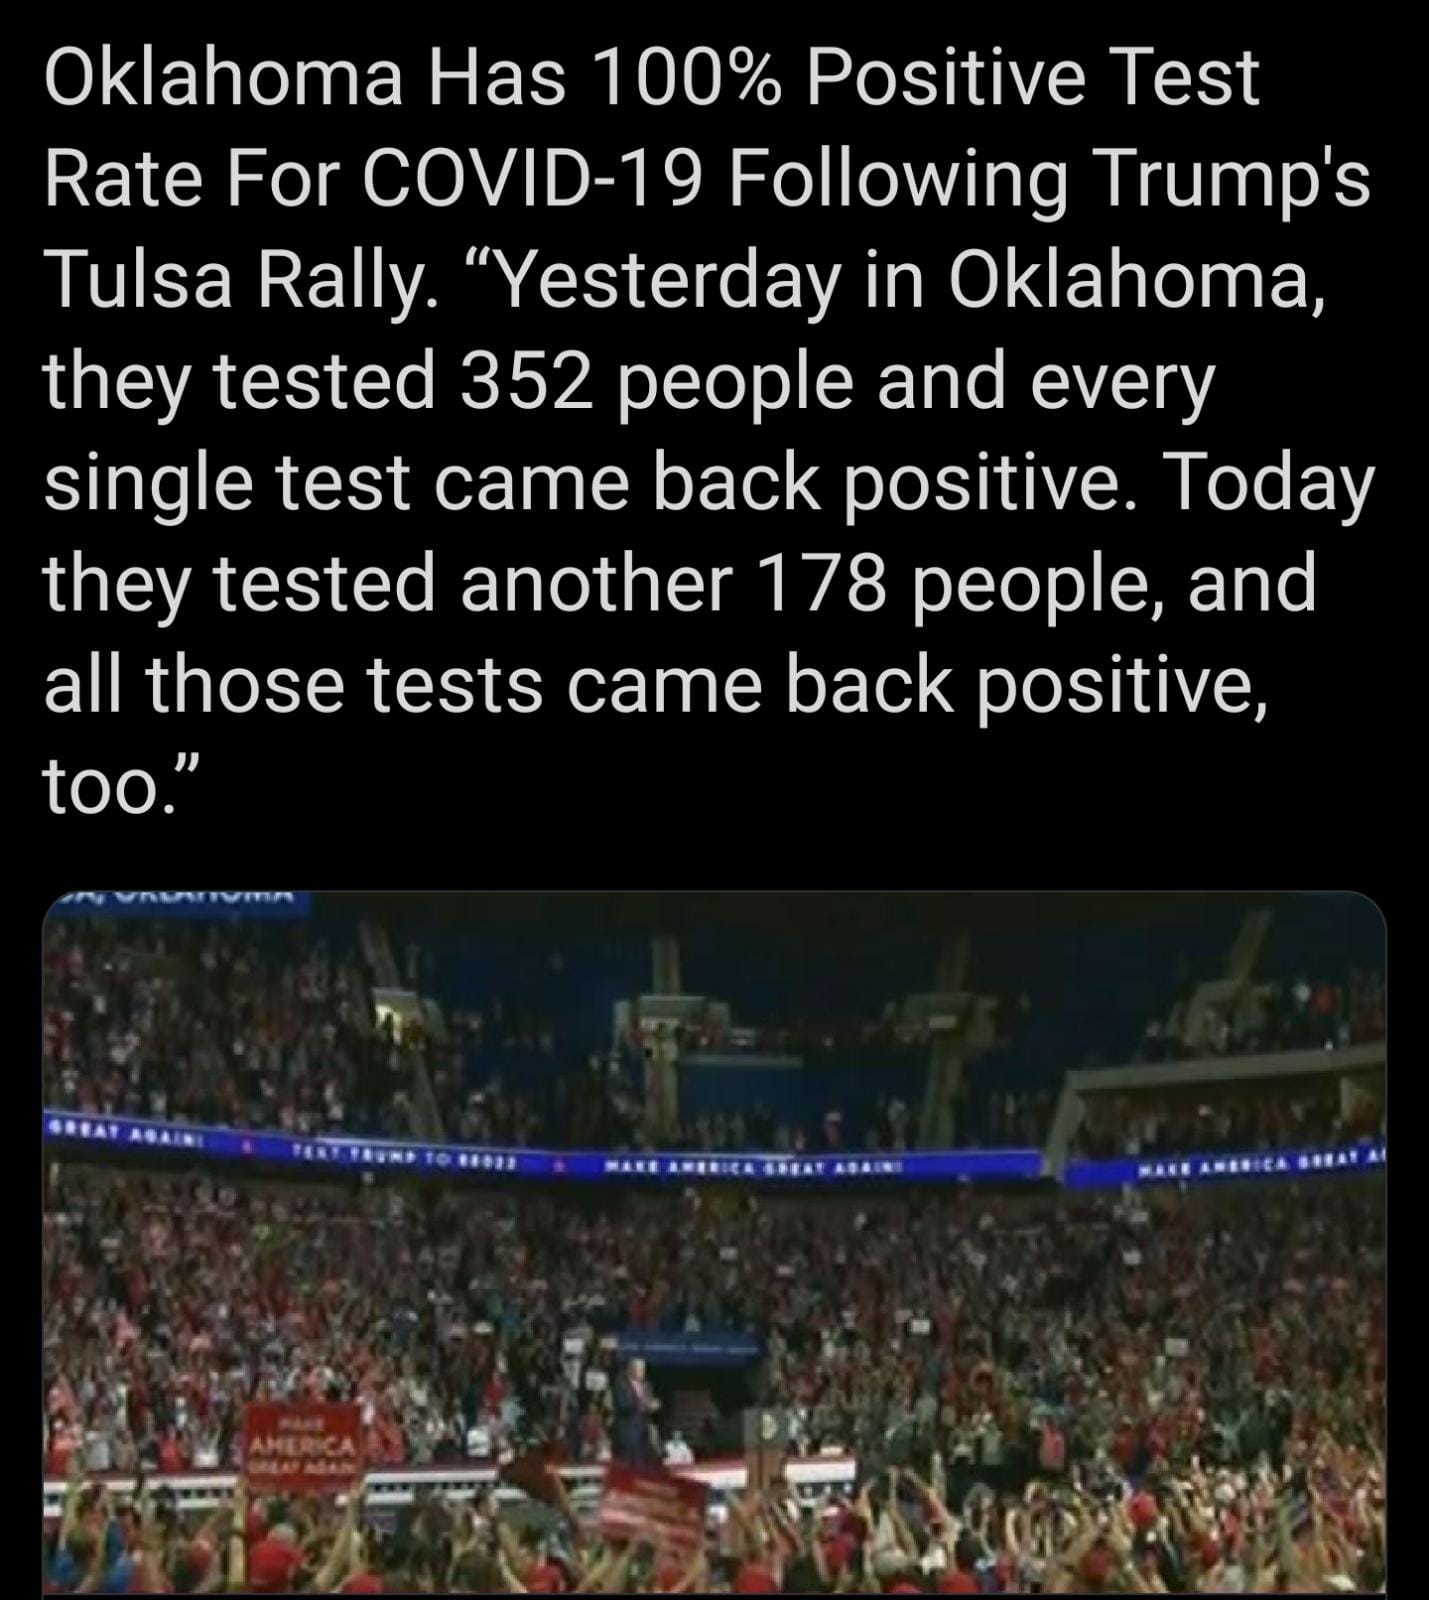 Oklahoma Has 100% Positive Test
Rate For COVID-19 Following Trump's
Tulsa Rally. “Yesterday in Oklahoma,
they tested 352 people and every
single test came back positive. Today
they tested another 178 people, and
all those tests came back positive,
too.”
OKLAHOMA
GREAT AGAIN! TEXT TRUMP TO 88022 MAKE AMERICA GREAT AGAIN! MAKE AMERICA GREAT
MAKE
AMERICA
GREAT AGAIN